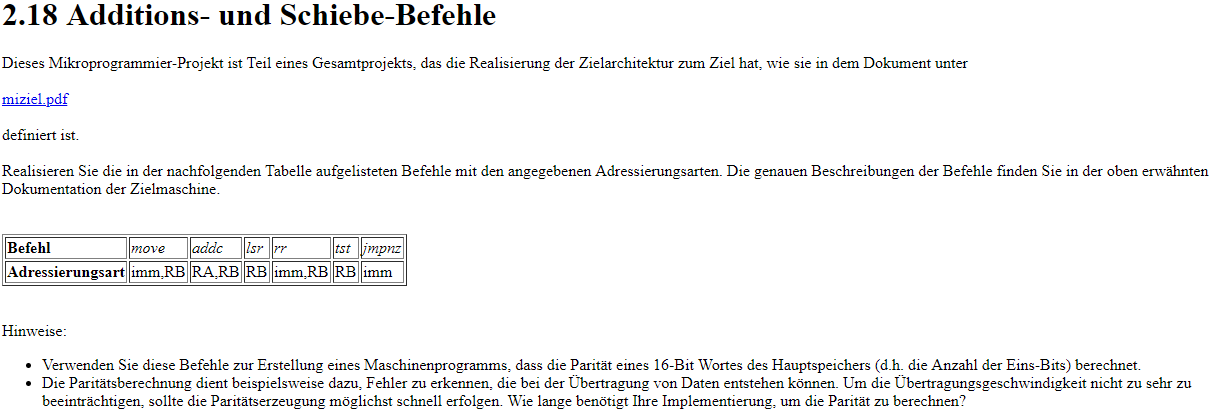 2.18 Additions- und Schiebe-Befehle
Dieses Mikroprogrammier-Projekt ist Teil eines Gesamtprojekts, das die Realisierung der Zielarchitektur zum Ziel hat, wie sie in dem Dokument unter
miziel.pdf
definiert ist.
Realisieren Sie die in der nachfolgenden Tabelle aufgelisteten Befehle mit den angegebenen Adressierungsarten. Die genauen Beschreibungen der Befehle finden Sie in der oben erwähnten
Dokumentation der Zielmaschine.
Befehl move addc lsr rr tst jmpnz
Adressierungsart imm,RB RA,RB RB imm,RB RB imm
Hinweise:
• Verwenden Sie diese Befehle zur Erstellung eines Maschinenprogramms, dass die Parität eines 16-Bit Wortes des Hauptspeichers (d.h. die Anzahl der Eins-Bits) berechnet.
• Die Paritätsberechnung dient beispielsweise dazu, Fehler zu erkennen, die bei der Übertragung von Daten entstehen können. Um die Übertragungsgeschwindigkeit nicht zu sehr zu
beeinträchtigen, sollte die Paritätserzeugung möglichst schnell erfolgen. Wie lange benötigt Ihre Implementierung, um die Parität zu berechnen?